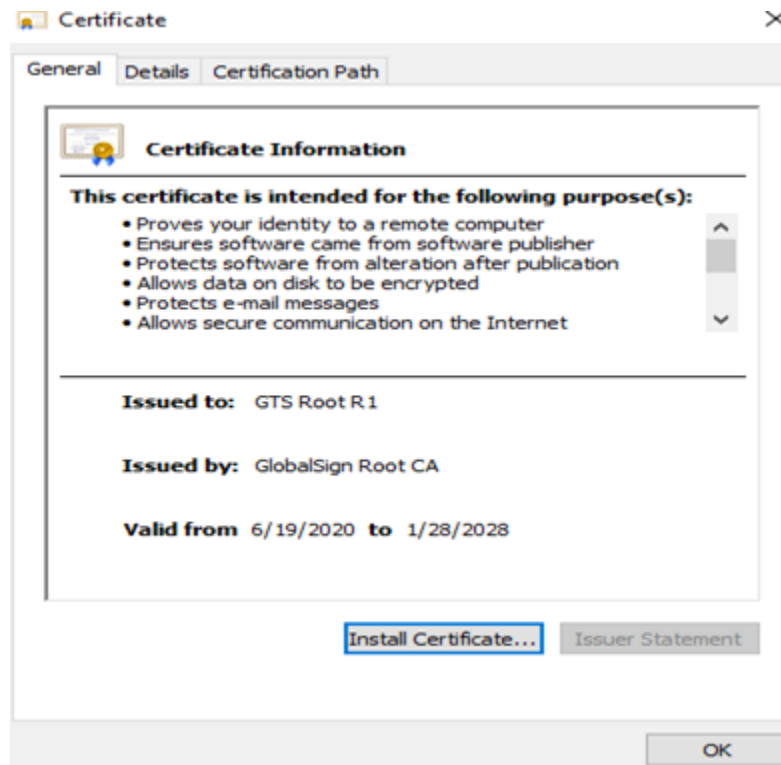 Certificate
General Details Certification Path
Certificate Information
This certificate is intended for the following purpose(s):
• Proves your identity to a remote computer
• Ensures software came from software publisher
• Protects software from alteration after publication
• Allows data on disk to be encrypted
• Protects e-mail messages
• Allows secure communication on the Internet
Issued to: GTS Root R1
Issued by: GlobalSign Root CA
Valid from 6/19/2020 to 1/28/2028
Install Certificate... Issuer Statement
OK